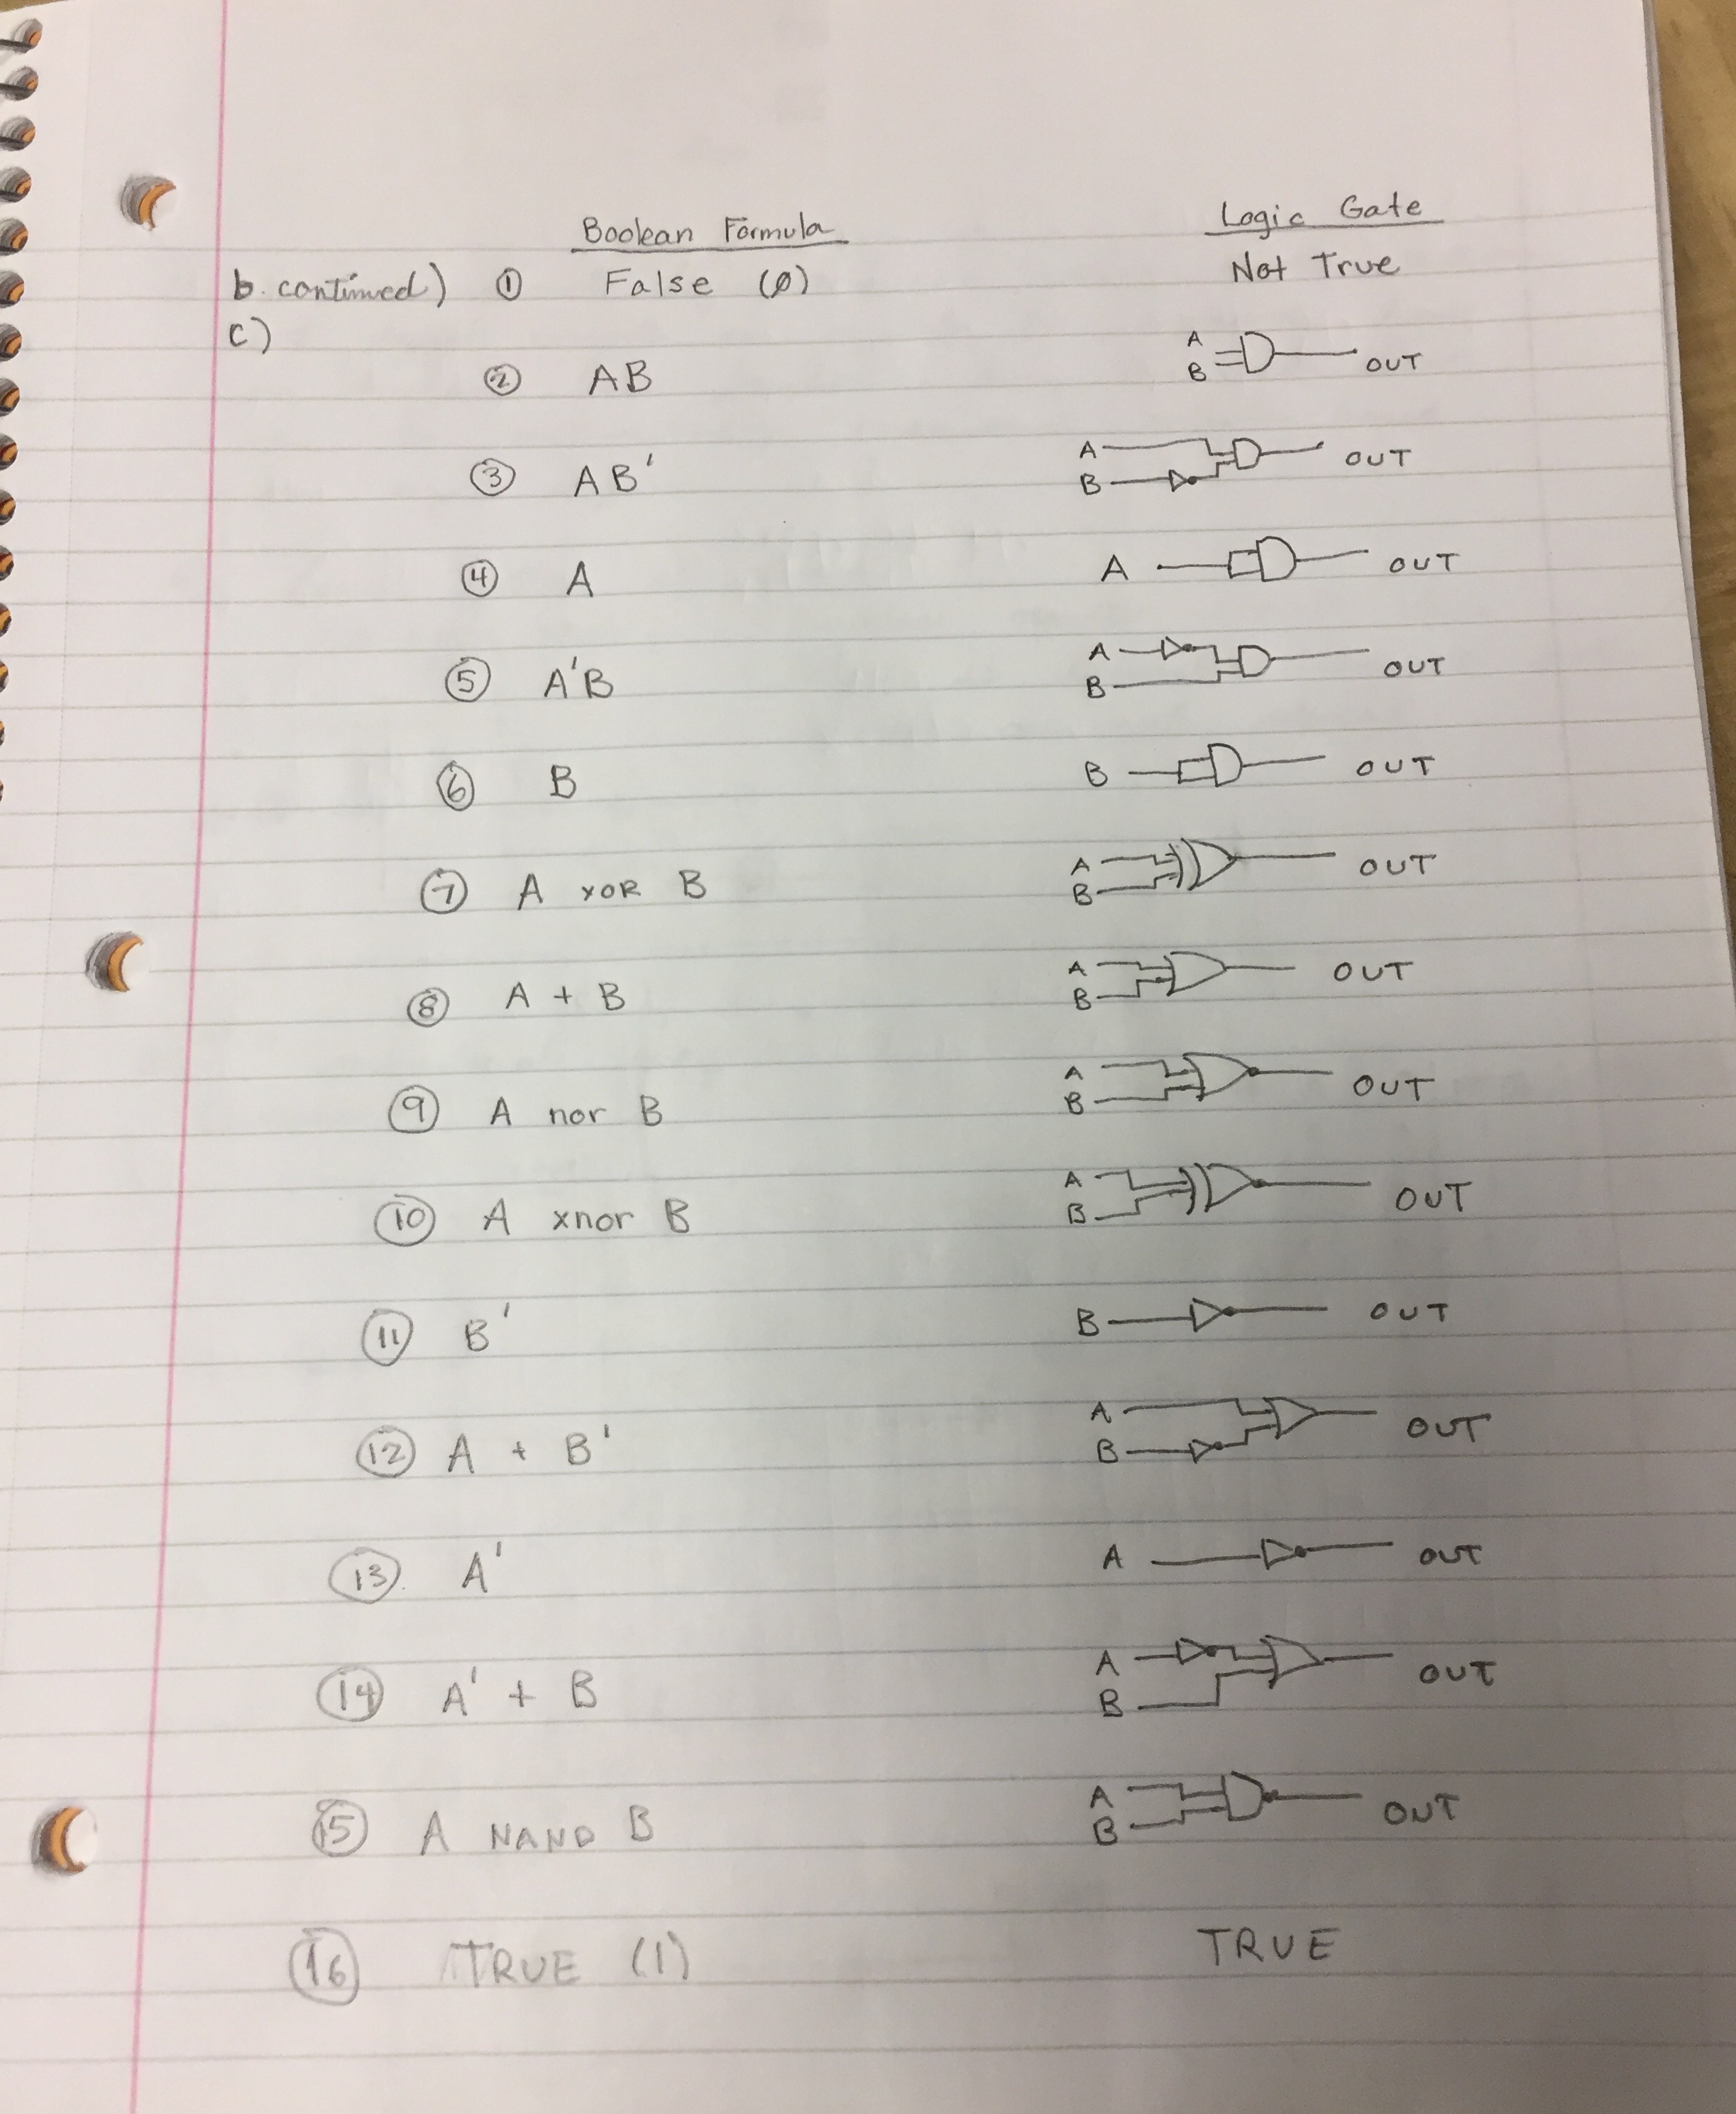 Boolean Formula Logic Gate
b. continued) ① False (0) Not True
c)
② AB A B OUT
③ AB' A B OUT
④ A A OUT
⑤ A'B A B OUT
⑥ B B OUT
⑦ A XOR B A B OUT
⑧ A + B A B OUT
⑨ A nor B A B OUT
⑩ A xnor B A B OUT
⑪ B' B OUT
⑫ A + B' A B OUT
⑬ A' A OUT
⑭ A' + B A B OUT
⑮ A NAND B A B OUT
⑯ TRUE (1) TRUE